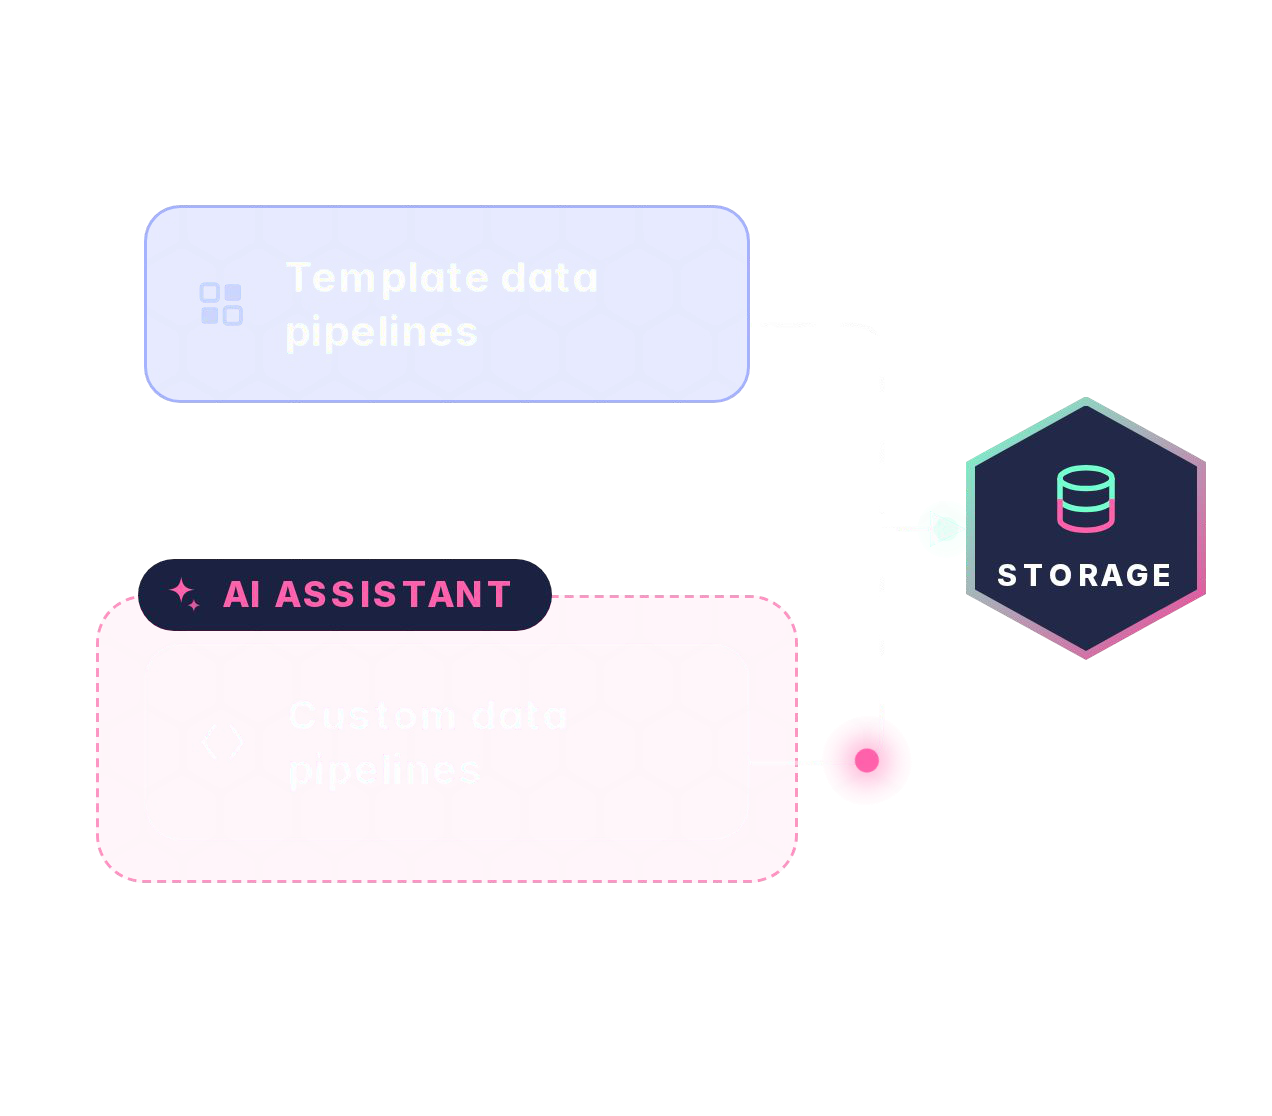 Template data
pipelines
AI ASSISTANT
Custom data
pipelines
STORAGE